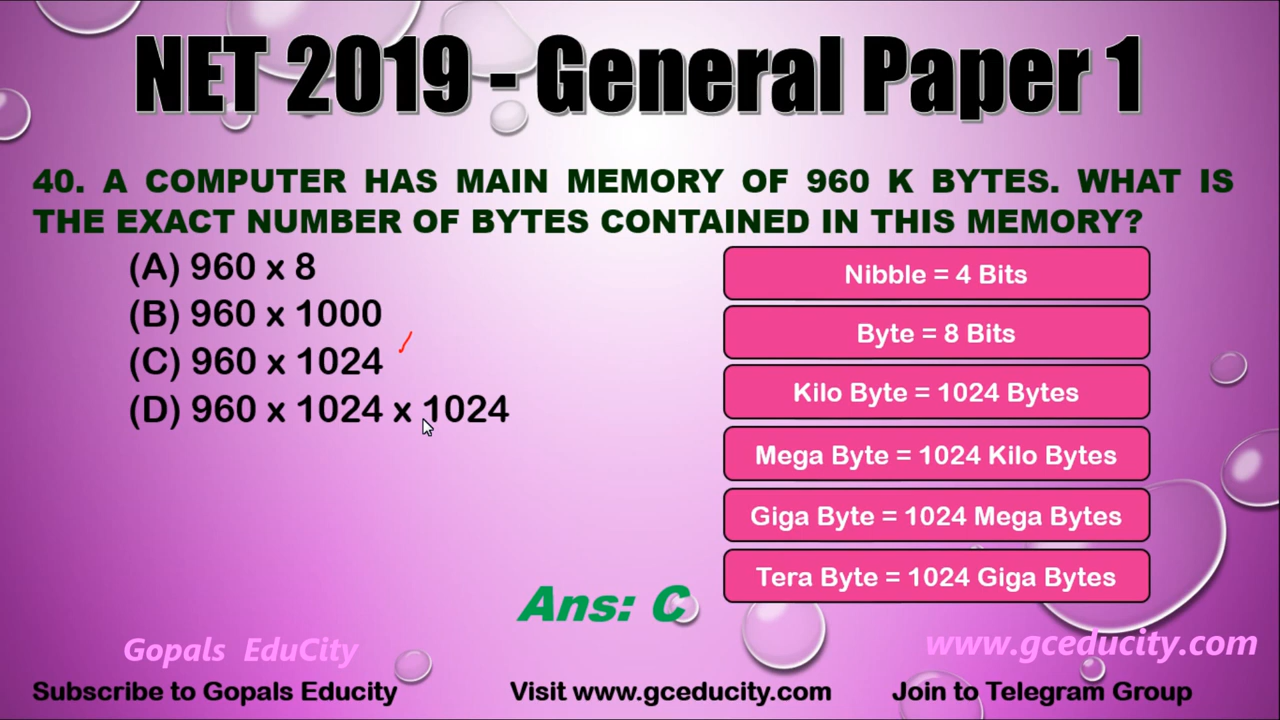 NET 2019 - General Paper 1
40. A COMPUTER HAS MAIN MEMORY OF 960 K BYTES. WHAT IS
THE EXACT NUMBER OF BYTES CONTAINED IN THIS MEMORY?
(A) 960 x 8
(B) 960 x 1000
(C) 960 x 1024
(D) 960 x 1024 x 1024
Nibble = 4 Bits
Byte = 8 Bits
Kilo Byte = 1024 Bytes
Mega Byte = 1024 Kilo Bytes
Giga Byte = 1024 Mega Bytes
Tera Byte = 1024 Giga Bytes
Ans: C
Gopals EduCity
www.gceducity.com
Subscribe to Gopals Educity
Visit www.gceducity.com
Join to Telegram Group